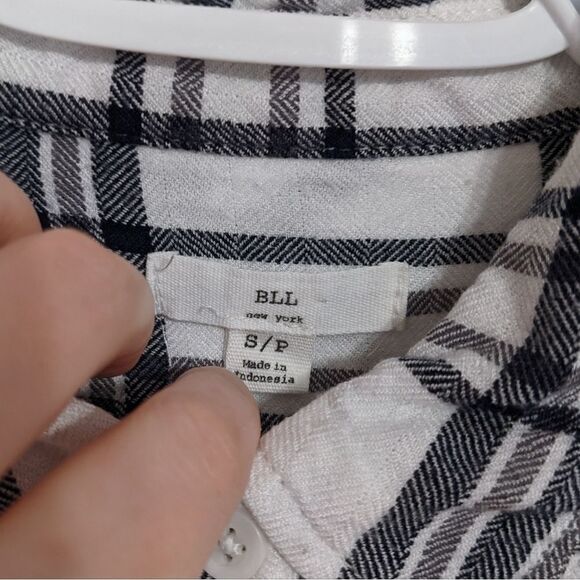 BLL
new york
S/P
Made in
Indonesia